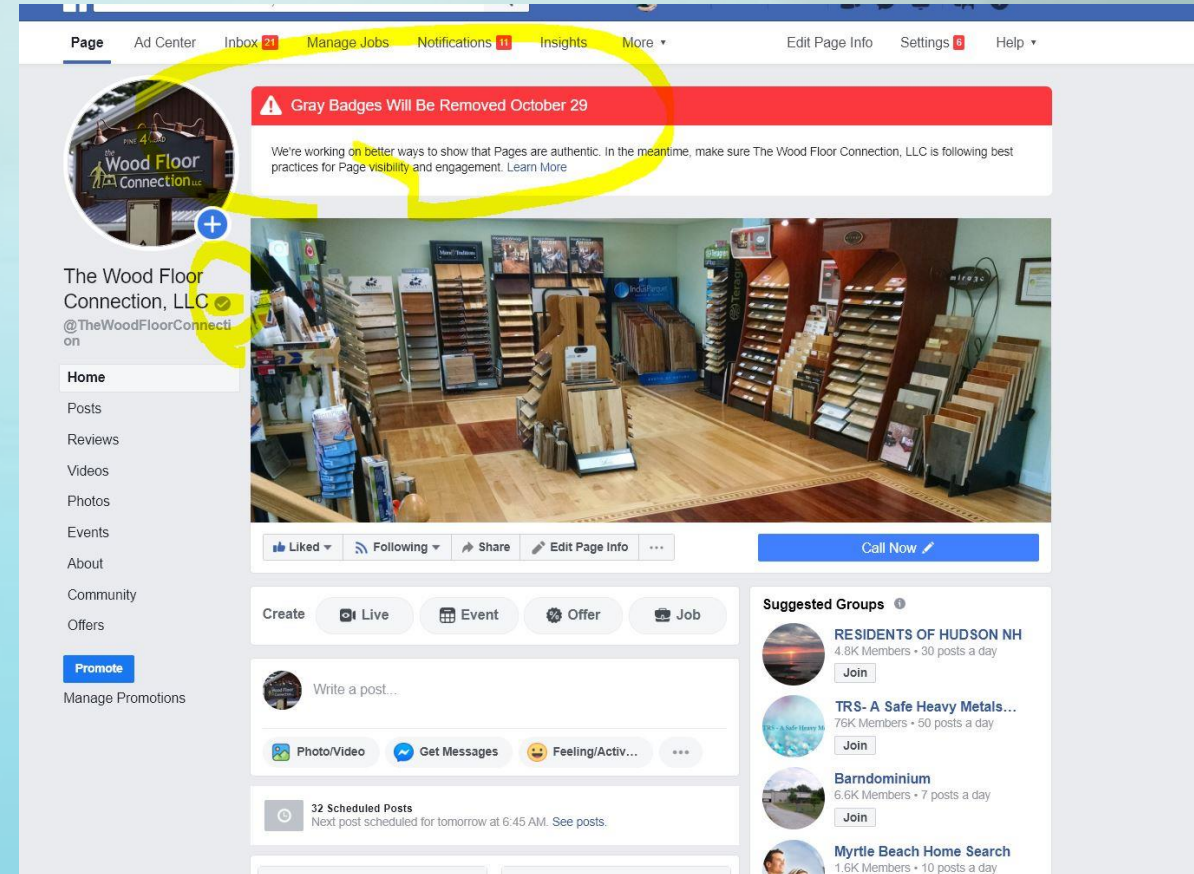 Page Ad Center Inbox 21 Manage Jobs Notifications 11 Insights More Edit Page Info Settings 6 Help
Gray Badges Will Be Removed October 29
We're working on better ways to show that Pages are authentic. In the meantime, make sure The Wood Floor Connection, LLC is following best
practices for Page visibility and engagement. Learn More
PINE
the
Wood Floor
Connection LLC
The Wood Floor
Connection, LLC
@TheWoodFloorConnecti
on
Home
Posts
Reviews
Videos
Photos
Events
About
Community
Offers
Promote
Manage Promotions
Teragren
IndusParquet
Liked Following Share Edit Page Info ...
Call Now
Create Live Event Offer Job
Write a post...
Photo/Video Get Messages Feeling/Activ... ...
32 Scheduled Posts
Next post scheduled for tomorrow at 6:45 AM. See posts.
Suggested Groups
RESIDENTS OF HUDSON NH
4.8K Members • 30 posts a day
Join
TRS- A Safe Heavy Metals...
76K Members • 50 posts a day
Join
Barndominium
6.6K Members • 7 posts a day
Join
Myrtle Beach Home Search
1.6K Members • 10 posts a day